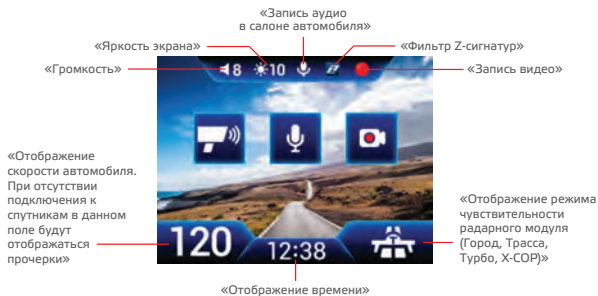 «Запись аудио
в салоне автомобиля»
«Яркость экрана»
«Фильтр Z-сигнатур»
«Громкость»
«Запись видео»
8
10
Z
«Отображение
скорости автомобиля.
При отсутствии
подключения к
спутникам в данном
поле будут
отображаться
прочерки»
«Отображение режима
чувствительности
радарного модуля
(Город, Трасса,
Турбо, X-COP)»
120
12:38
«Отображение времени»